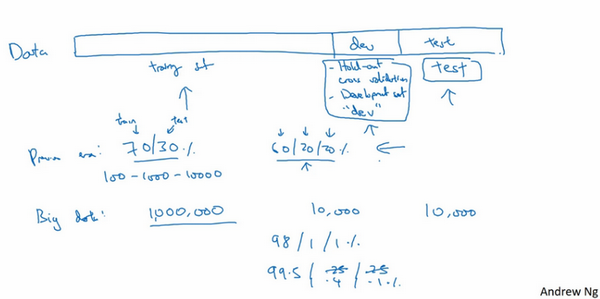 Data
dev
test
training set
- Hold-out
cross validation
- Development set
"dev"
test
train
test
Previous era:
70/30%
60/20/20%
100-1000-10000
Big data:
1,000,000
10,000
10,000
98/1/1%
99.5/.25/.25
.4/.1%
Andrew Ng